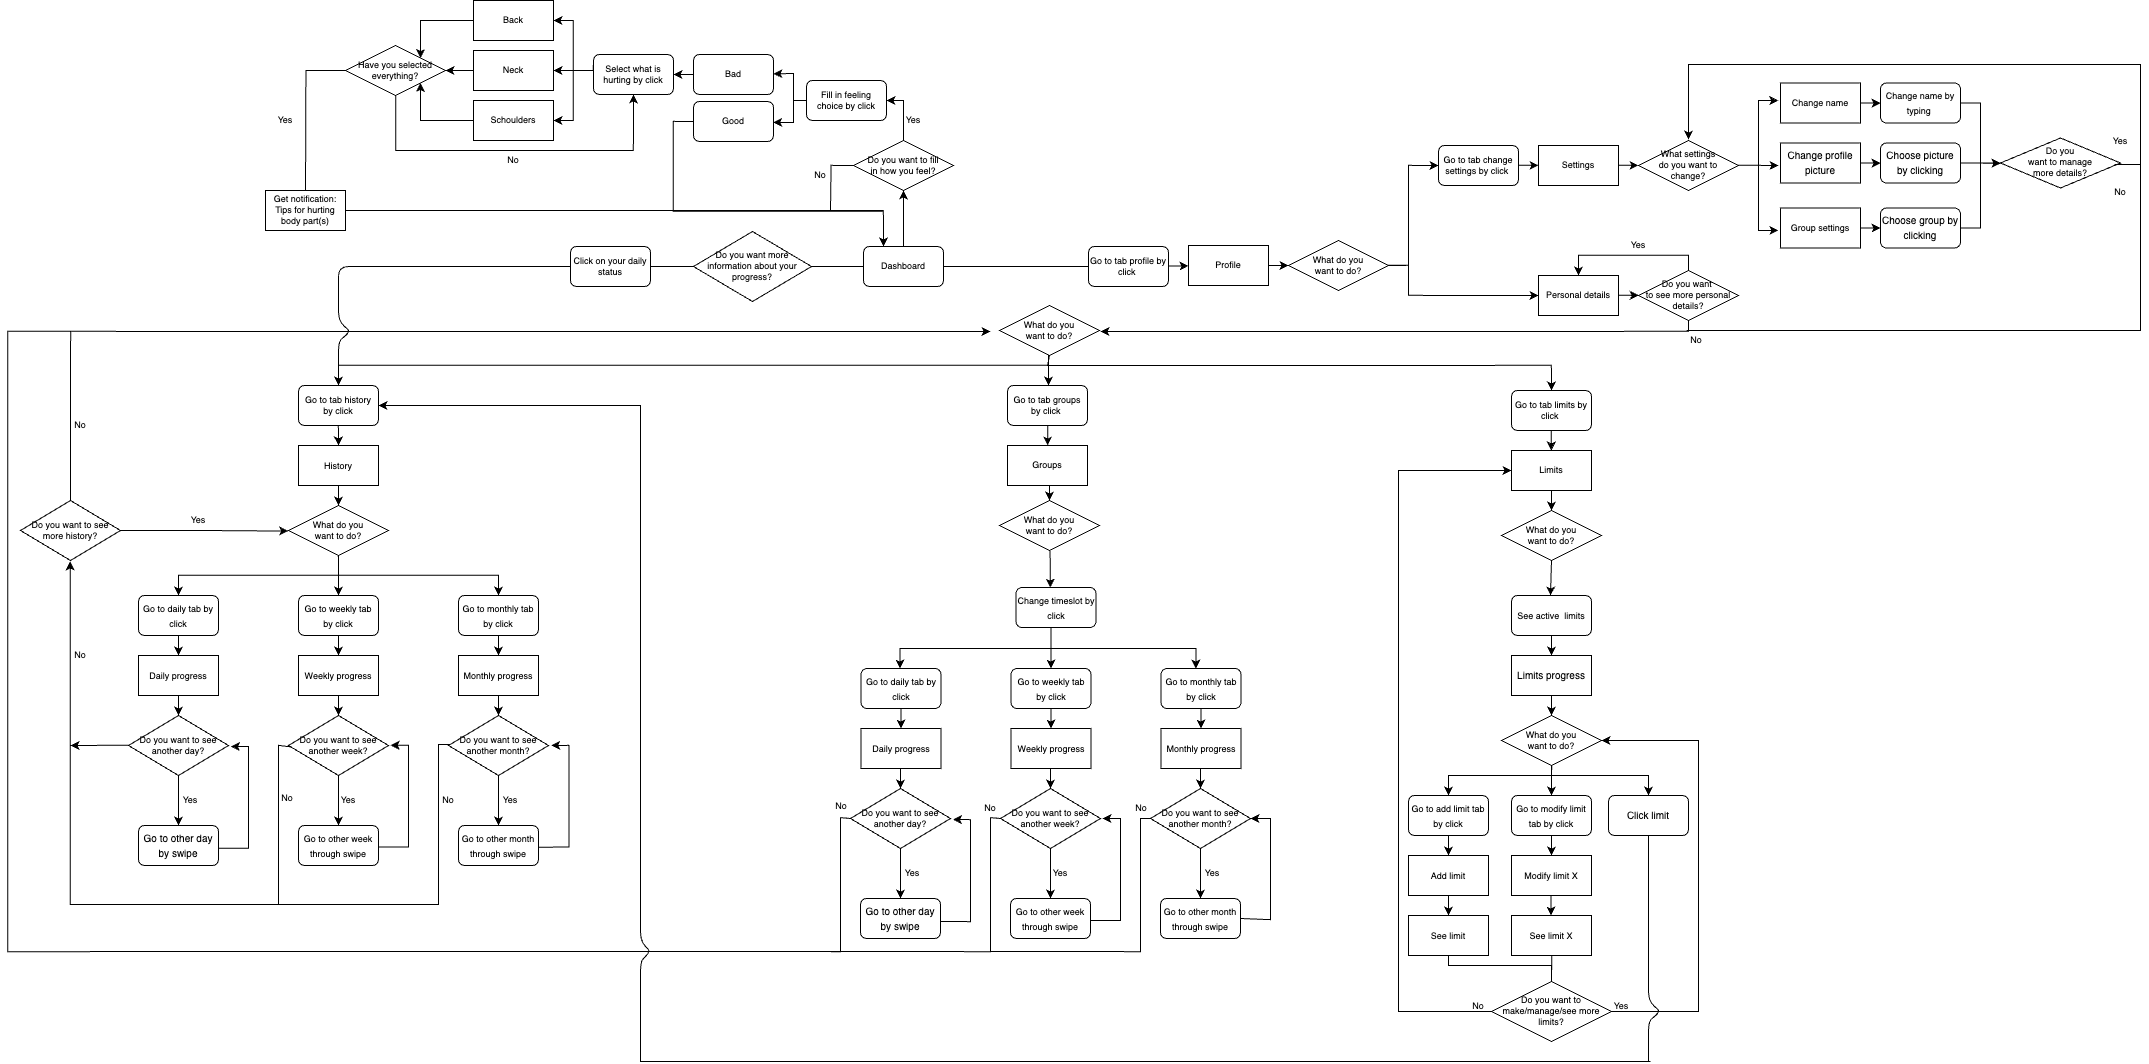 Back
Have you selected
everything?
Neck
Schoulders
Select what is
hurting by click
Bad
Good
Fill in feeling
choice by click
Yes
No
Yes
Do you want to fill
in how you feel?
No
Get notification:
Tips for hurting
body part(s)
Click on your daily
status
Do you want more
information about your
progress?
Dashboard
Go to tab profile by
click
Profile
What do you
want to do?
Go to tab change
settings by click
Settings
What settings
do you want to
change?
Change name
Change name by
typing
Change profile
picture
Choose picture
by clicking
Group settings
Choose group by
clicking
Do you
want to manage
more details?
Yes
No
Yes
Personal details
Do you want
to see more personal
details?
No
What do you
want to do?
Go to tab history
by click
History
No
Do you want to see
more history?
Yes
What do you
want to do?
Go to daily tab by
click
Go to weekly tab
by click
Go to monthly tab
by click
No
Daily progress
Weekly progress
Monthly progress
Do you want to see
another day?
Do you want to see
another week?
Do you want to see
another month?
Yes
No
Yes
No
Yes
Go to other day
by swipe
Go to other week
through swipe
Go to other month
through swipe
Go to tab groups
by click
Groups
What do you
want to do?
Change timeslot by
click
Go to daily tab by
click
Go to weekly tab
by click
Go to monthly tab
by click
Daily progress
Weekly progress
Monthly progress
No
Do you want to see
another day?
No
Do you want to see
another week?
No
Do you want to see
another month?
Yes
Yes
Yes
Go to other day
by swipe
Go to other week
through swipe
Go to other month
through swipe
Go to tab limits by
click
Limits
What do you
want to do?
See active  limits
Limits progress
What do you
want to do?
Go to add limit tab
by click
Go to modify limit
tab by click
Click limit
Add limit
Modify limit X
See limit
See limit X
No
Do you want to
make/manage/see more
limits?
Yes